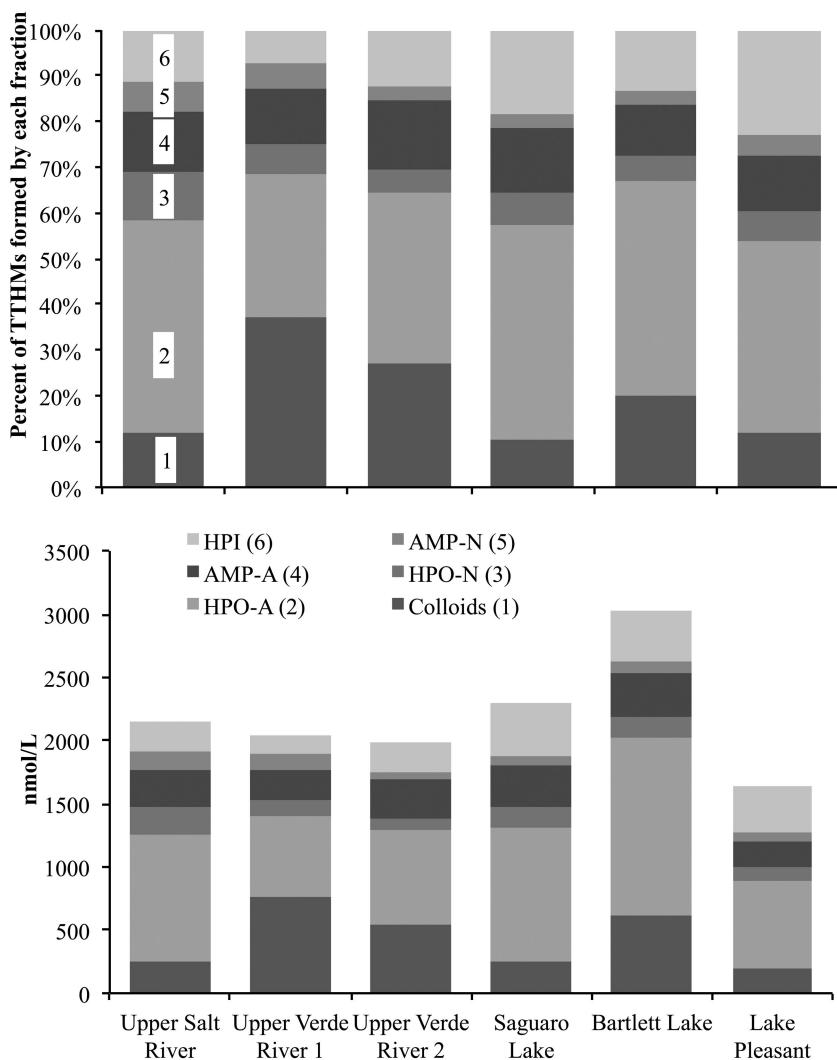 Percent of TTHMs formed by each fraction
100%
90%
80%
70%
60%
50%
40%
30%
20%
10%
0%
6
5
4
3
2
1
nmol/L
3500
3000
2500
2000
1500
1000
500
0
HPI (6)
AMP-N (5)
AMP-A (4)
HPO-N (3)
HPO-A (2)
Colloids (1)
Upper Salt
River
Upper Verde
River 1
Upper Verde
River 2
Saguaro
Lake
Bartlett Lake
Lake
Pleasant